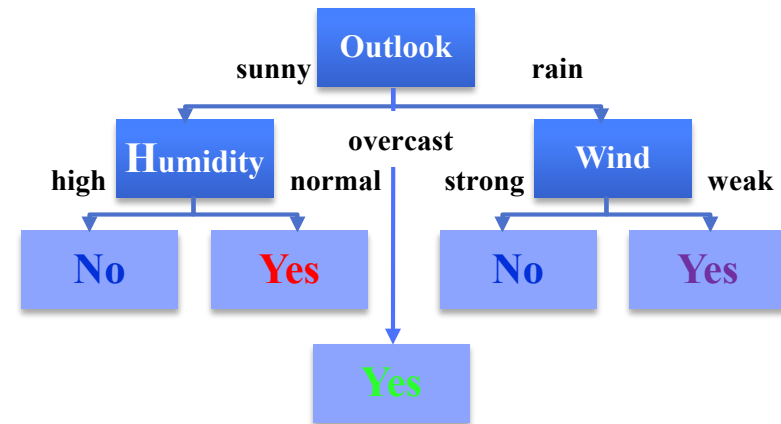 Outlook
sunny
rain
Humidity
overcast
Wind
high
normal
strong
weak
No
Yes
No
Yes
Yes